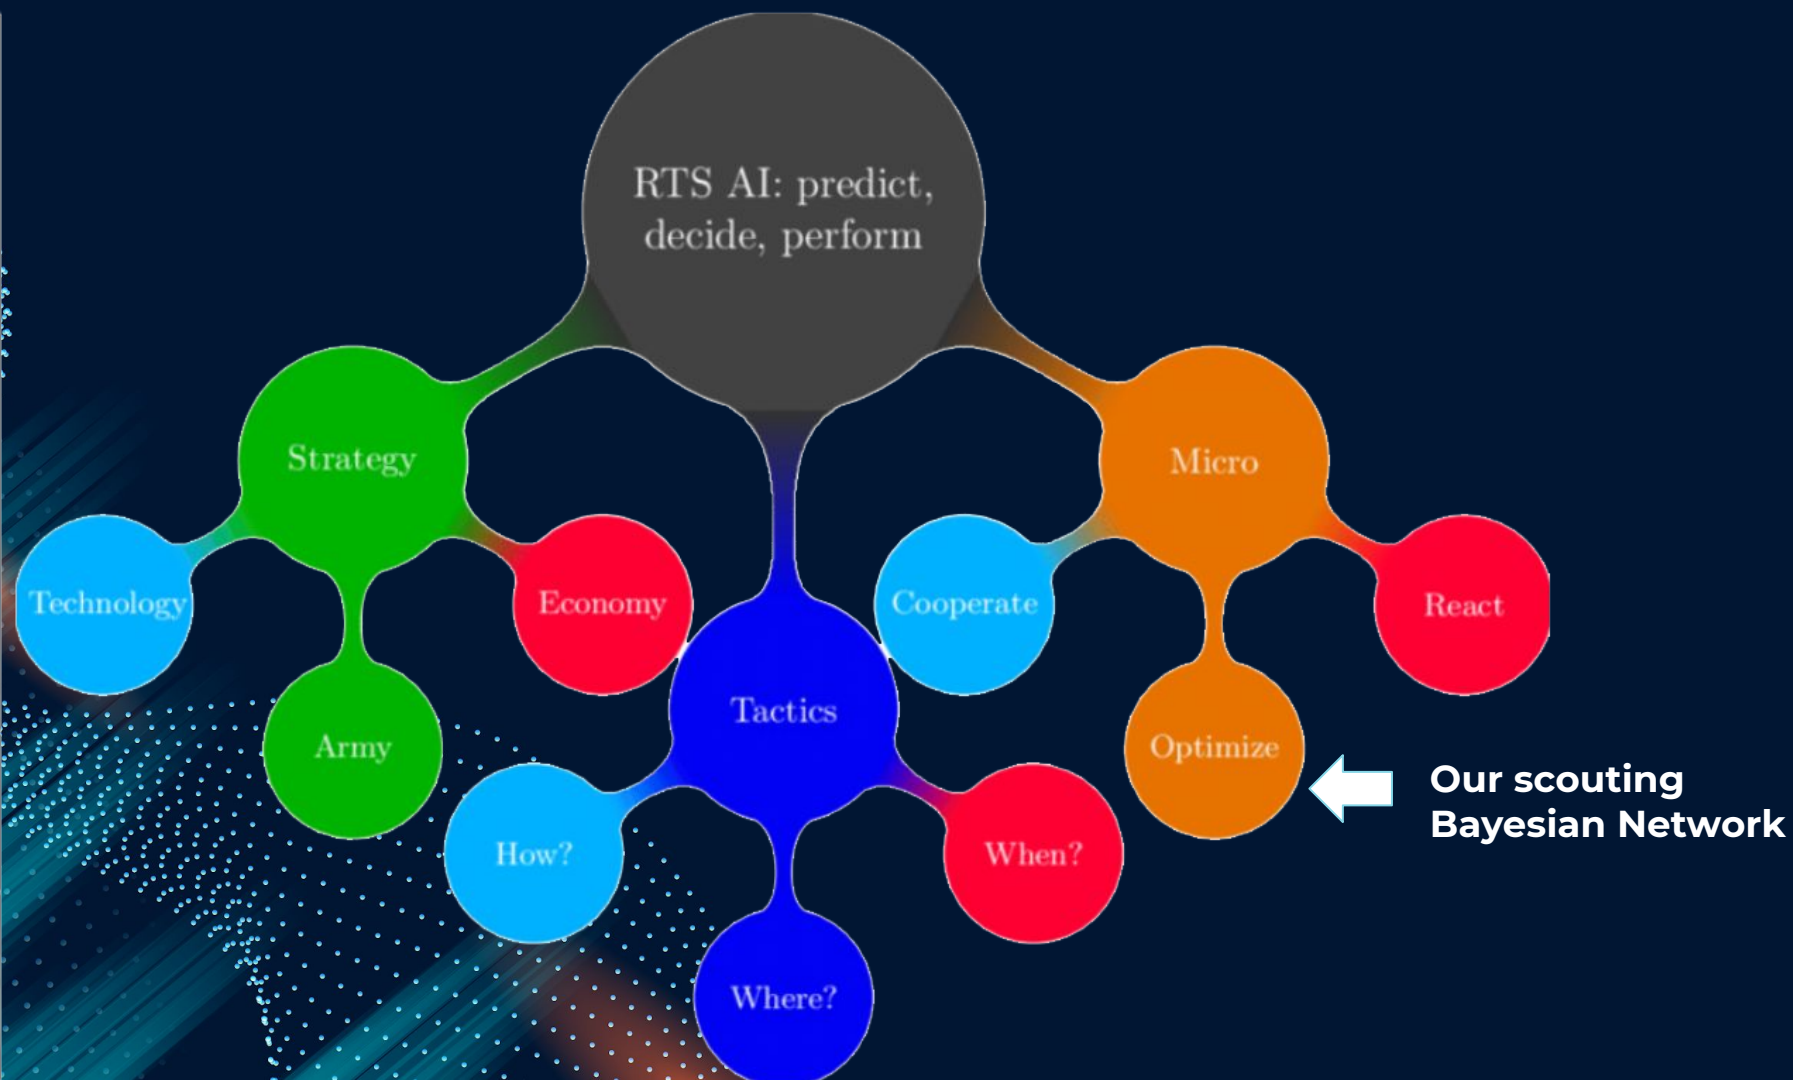 RTS AI: predict,
decide, perform
Strategy
Micro
Technology
Economy
Cooperate
React
Tactics
Army
Optimize
Our scouting
Bayesian Network
How?
When?
Where?